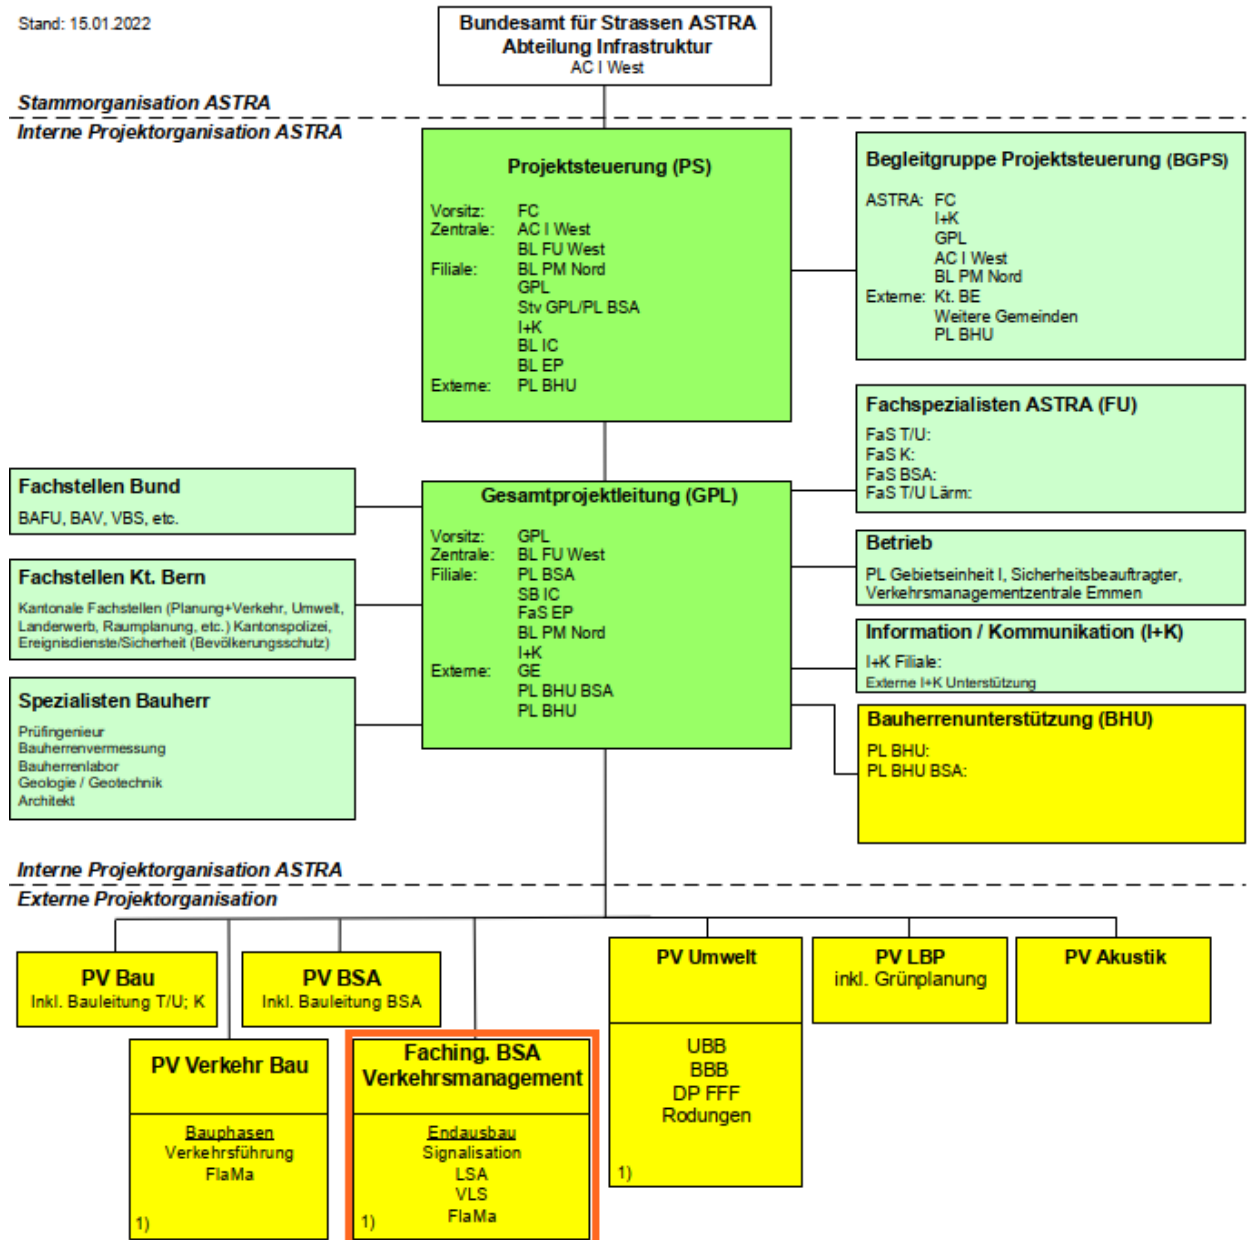 Stand: 15.01.2022
Bundesamt für Strassen ASTRA
Abteilung Infrastruktur
AC I West
Stammorganisation ASTRA
Interne Projektorganisation ASTRA
Projektsteuerung (PS)
Vorsitz: FC
Zentrale: AC I West
BL FU West
Filiale: BL PM Nord
GPL
Stv GPL/PL BSA
I+K
BL IC
BL EP
Externe: PL BHU
Begleitgruppe Projektsteuerung (BGPS)
ASTRA: FC
I+K
GPL
AC I West
BL PM Nord
Externe: Kt. BE
Weitere Gemeinden
PL BHU
Fachspezialisten ASTRA (FU)
FaS T/U:
FaS K:
FaS BSA:
FaS T/U Lärm:
Fachstellen Bund
BAFU, BAV, VBS, etc.
Gesamtprojektleitung (GPL)
Vorsitz: GPL
Zentrale: BL FU West
Filiale: PL BSA
SB IC
FaS EP
BL PM Nord
I+K
Externe: GE
PL BHU BSA
PL BHU
Betrieb
PL Gebietseinheit I, Sicherheitsbeauftragter,
Verkehrsmanagementzentrale Emmen
Fachstellen Kt. Bern
Kantonale Fachstellen (Planung+Verkehr, Umwelt,
Landerwerb, Raumplanung, etc.) Kantonspolizei,
Ereignisdienste/Sicherheit (Bevölkerungsschutz)
Information / Kommunikation (I+K)
I+K Filiale:
Externe I+K Unterstützung
Spezialisten Bauherr
Prüfingenieur
Bauherrenvermessung
Bauherrenlabor
Geologie / Geotechnik
Architekt
Bauherrenunterstützung (BHU)
PL BHU:
PL BHU BSA:
Interne Projektorganisation ASTRA
Externe Projektorganisation
PV Bau
Inkl. Bauleitung T/U; K
PV BSA
Inkl. Bauleitung BSA
PV Umwelt
UBB
BBB
DP FFF
Rodungen
1)
PV LBP
inkl. Grünplanung
PV Akustik
PV Verkehr Bau
Bauphasen
Verkehrsführung
FlaMa
1)
Faching. BSA
Verkehrsmanagement
Endausbau
Signalisation
LSA
VLS
FlaMa
1)